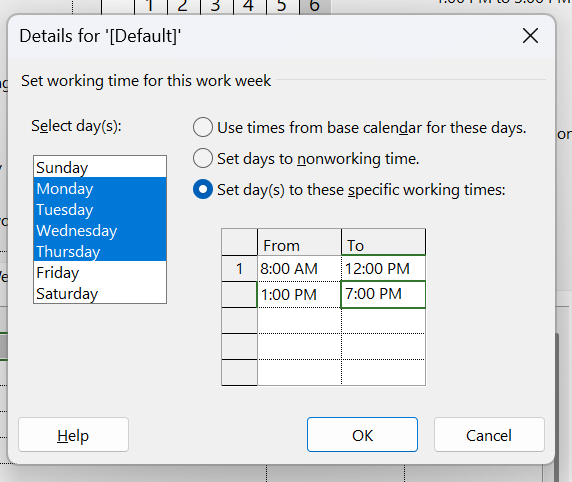 1 2 3 4 5 6
Details for '[Default]'
Set working time for this work week
Select day(s):
Use times from base calendar for these days.
Set days to nonworking time.
Set day(s) to these specific working times:
Sunday
Monday
Tuesday
Wednesday
Thursday
Friday
Saturday
From To
1 8:00 AM 12:00 PM
1:00 PM 7:00 PM
Help OK Cancel